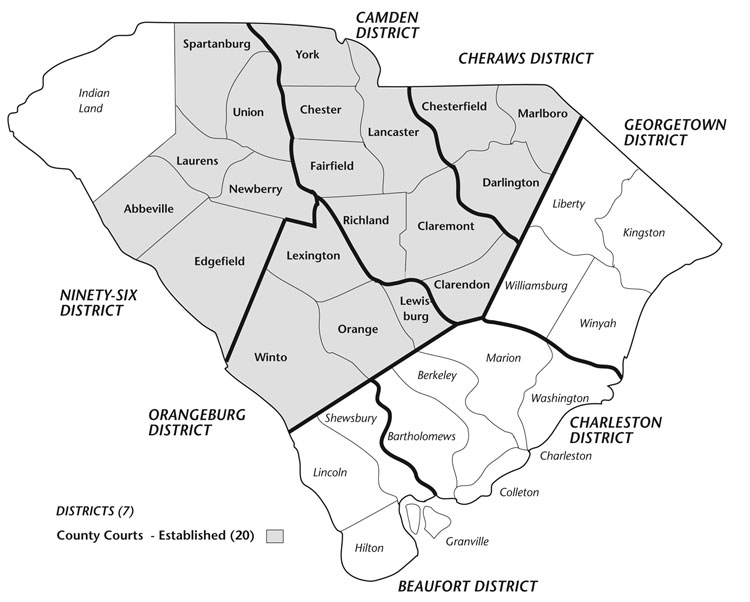 CAMDEN
DISTRICT
CHERAWS DISTRICT
Spartanburg
York
Indian
Land
Union
Chester
Lancaster
Chesterfield
Marlboro
GEORGETOWN
DISTRICT
Laurens
Fairfield
Newberry
Darlington
Abbeville
Liberty
Richland
Claremont
Kingston
Edgefield
Lexington
Clarendon
Williamsburg
NINETY-SIX
DISTRICT
Lewis-
burg
Orange
Winyah
Winto
Marion
Berkeley
Washington
ORANGEBURG
DISTRICT
Shewsbury
Bartholomews
CHARLESTON
DISTRICT
Charleston
Lincoln
Colleton
DISTRICTS (7)
County Courts - Established (20)
Hilton
Granville
BEAUFORT DISTRICT